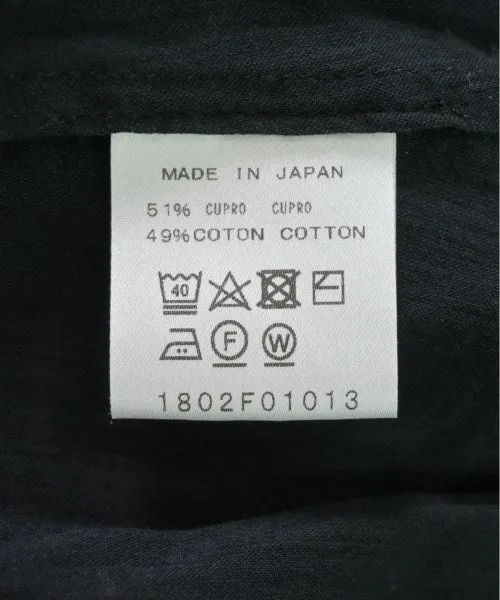 MADE IN JAPAN
51% CUPRO CUPRO
49%COTON COTTON
40
F W
1802F01013